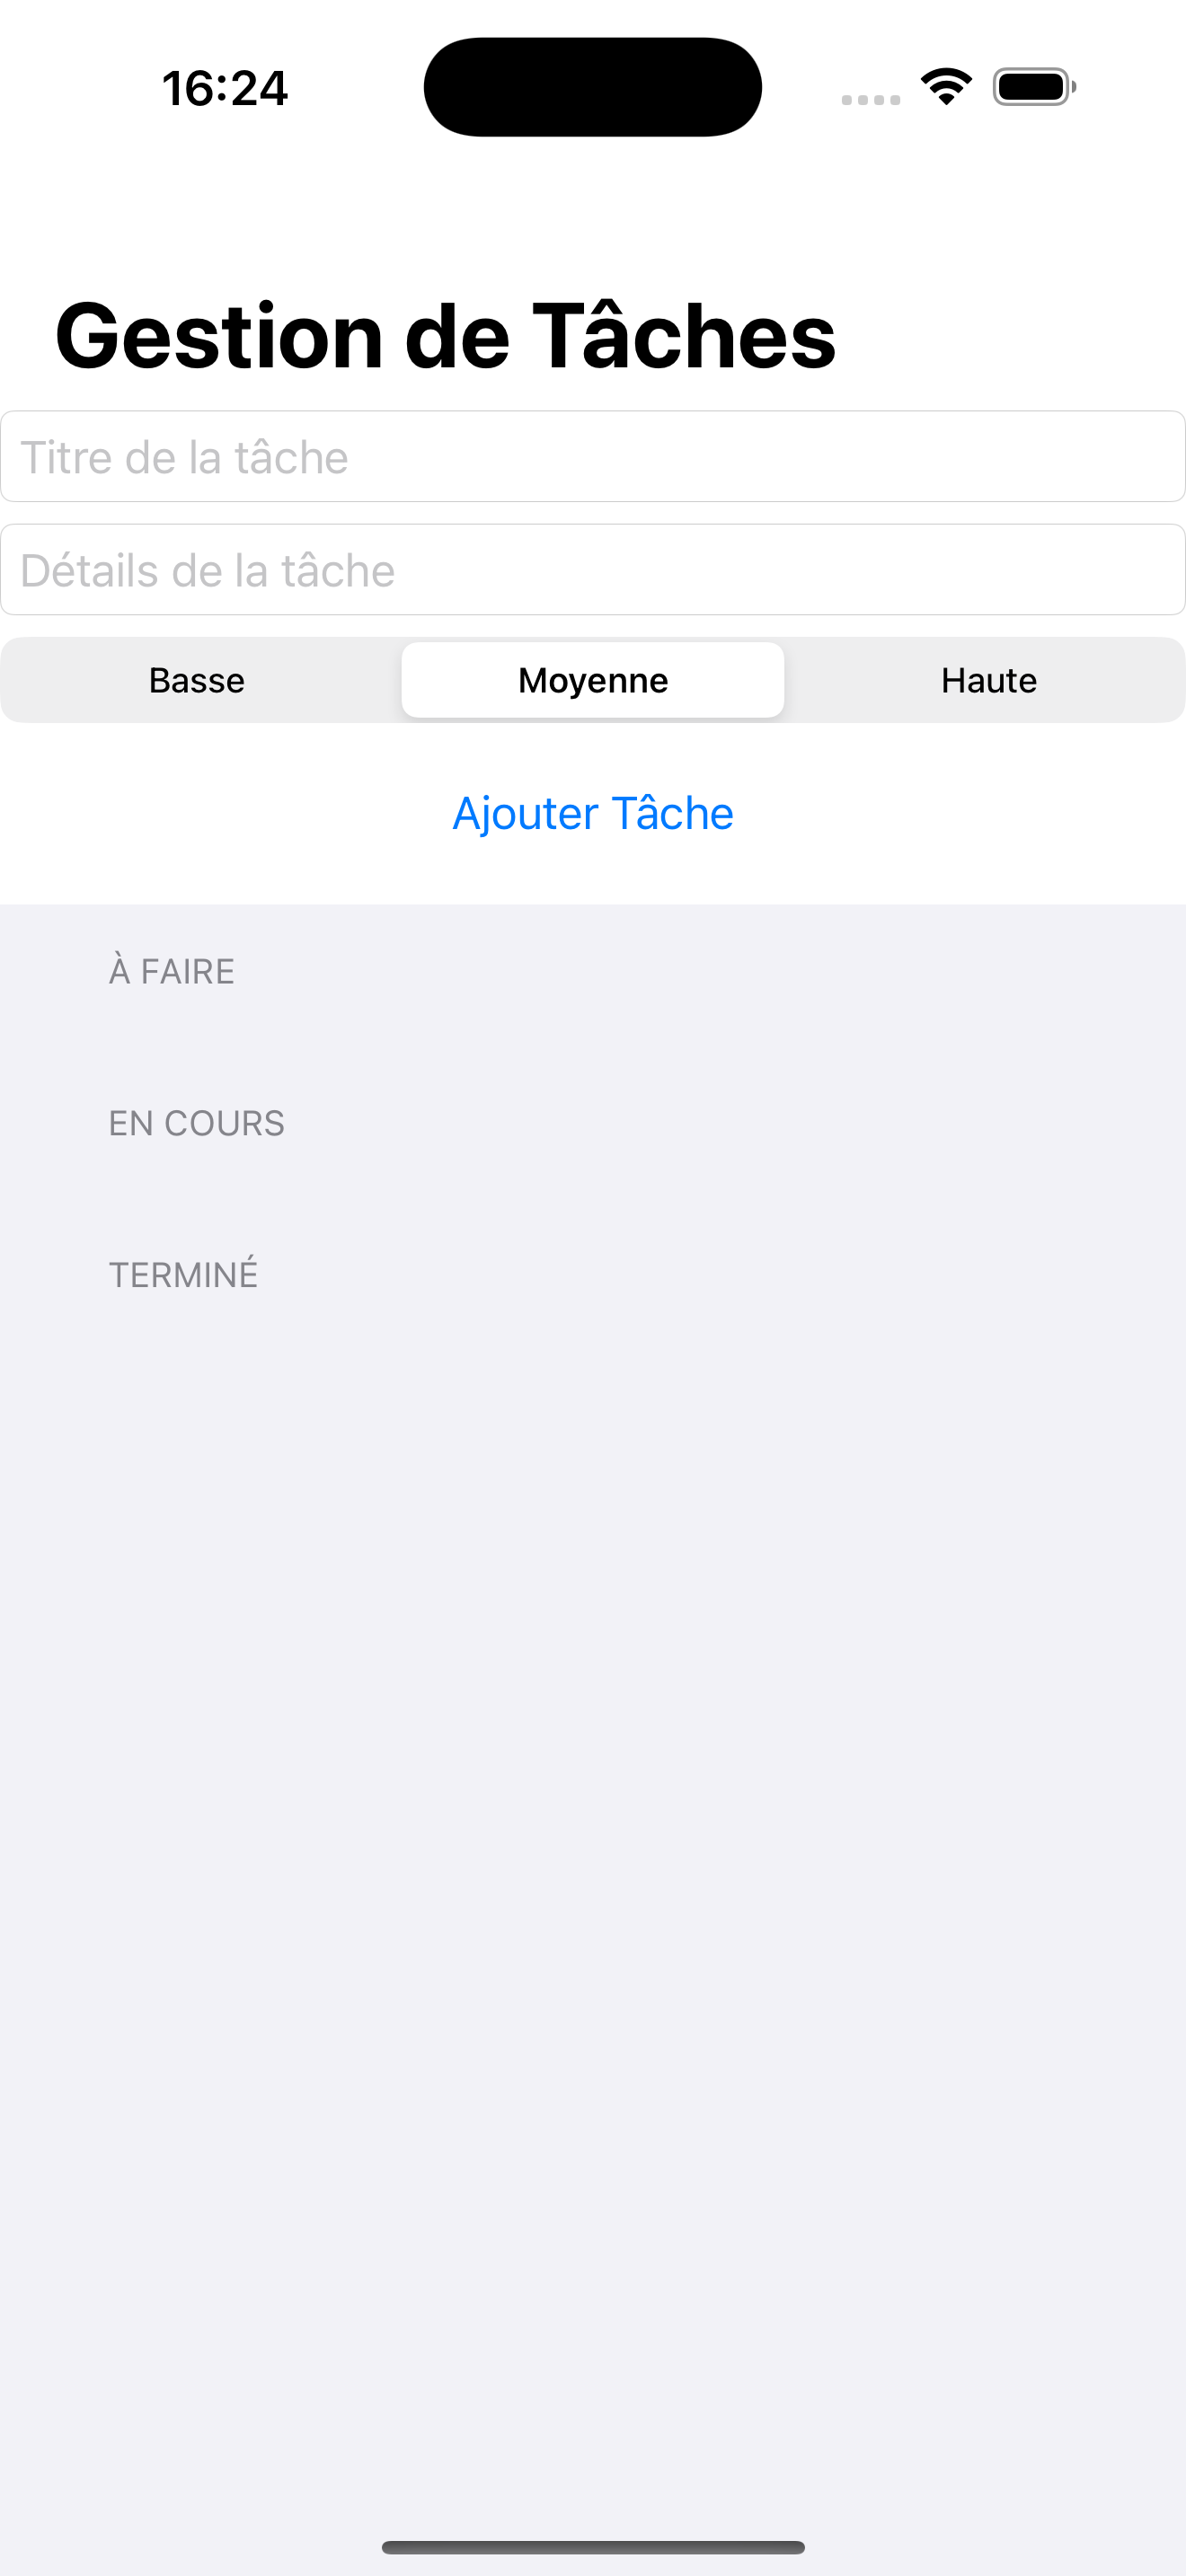 16:24
Gestion de Tâches
Titre de la tâche
Détails de la tâche
Basse Moyenne Haute
Ajouter Tâche
À FAIRE
EN COURS
TERMINÉ